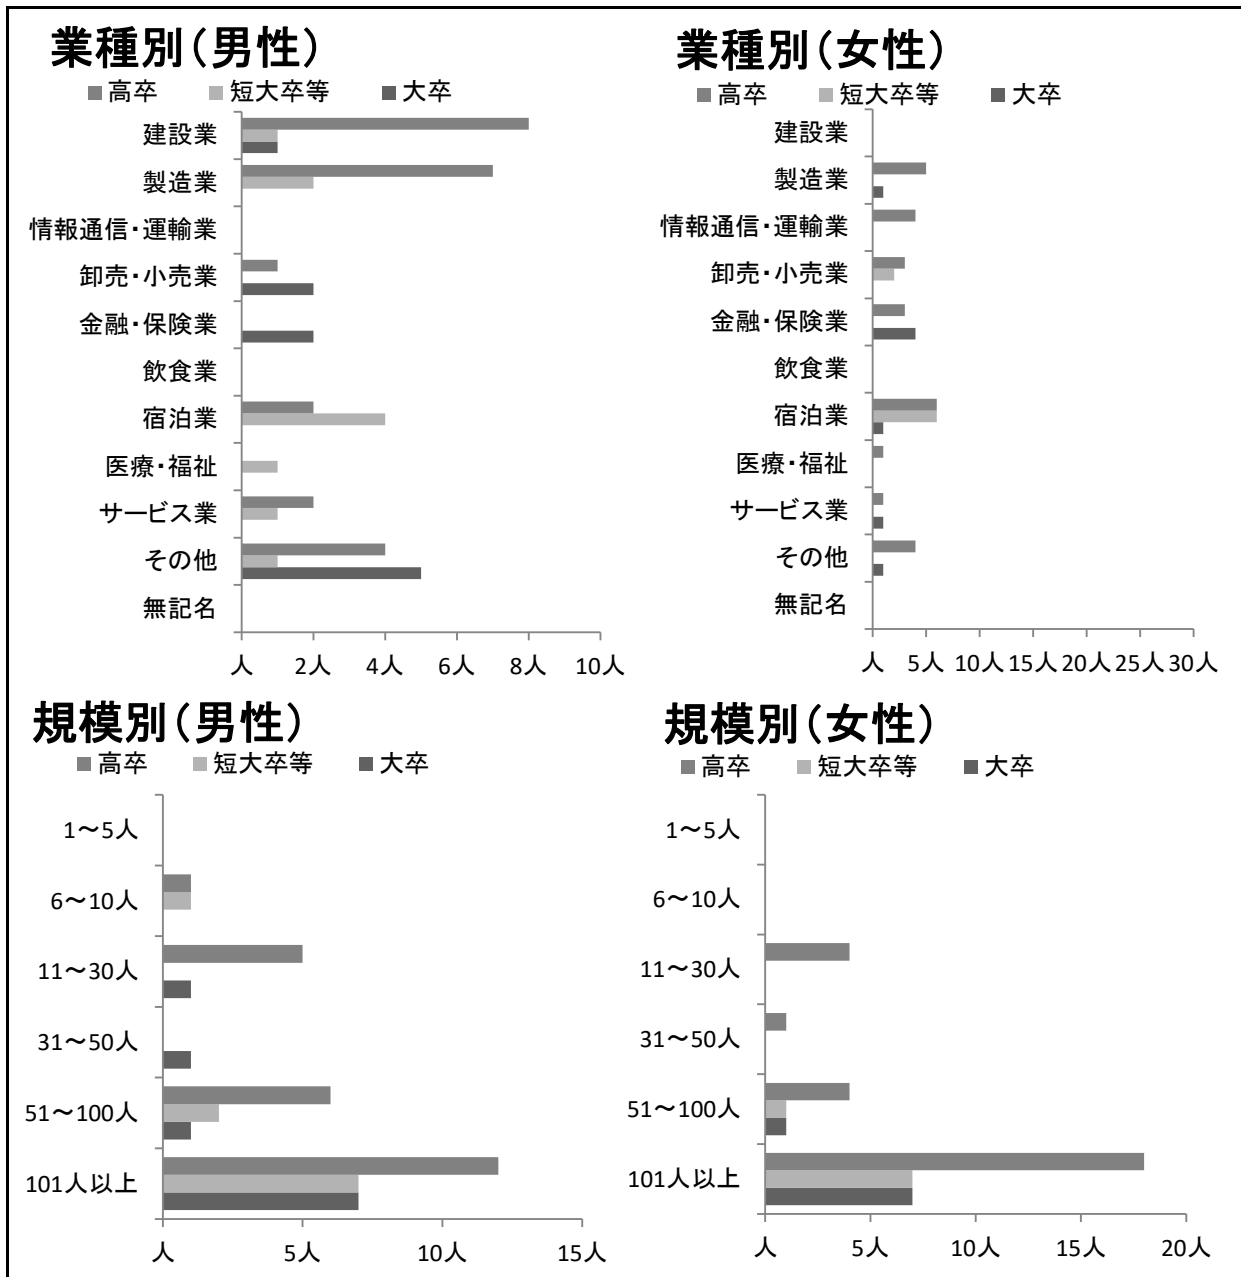 業種別（男性）
■高卒 ■短大卒等 ■大卒
建設業
製造業
情報通信・運輸業
卸売・小売業
金融・保険業
飲食業
宿泊業
医療・福祉
サービス業
その他
無記名
人 2人 4人 6人 8人 10人
業種別（女性）
■高卒 ■短大卒等 ■大卒
建設業
製造業
情報通信・運輸業
卸売・小売業
金融・保険業
飲食業
宿泊業
医療・福祉
サービス業
その他
無記名
人 5人 10人 15人 20人 25人 30人
規模別（男性）
■高卒 ■短大卒等 ■大卒
1～5人
6～10人
11～30人
31～50人
51～100人
101人以上
人 5人 10人 15人
規模別（女性）
■高卒 ■短大卒等 ■大卒
1～5人
6～10人
11～30人
31～50人
51～100人
101人以上
人 5人 10人 15人 20人